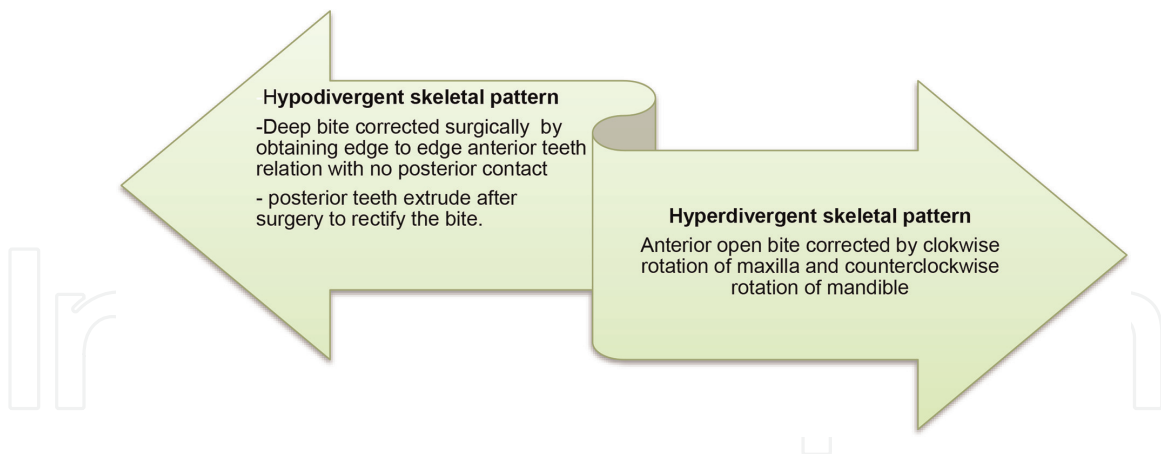 Hypodivergent skeletal pattern
-Deep bite corrected surgically by
obtaining edge to edge anterior teeth
relation with no posterior contact
- posterior teeth extrude after
surgery to rectify the bite.
Hyperdivergent skeletal pattern
Anterior open bite corrected by clokwise
rotation of maxilla and counterclockwise
rotation of mandible